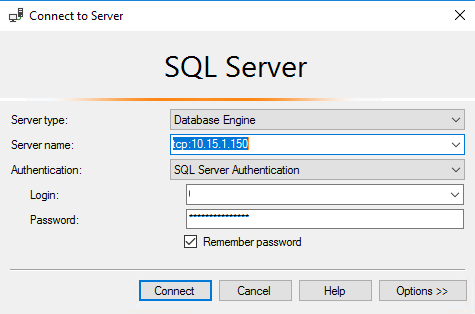 Connect to Server
SQL Server
Server type: Database Engine
Server name: tcp:10.15.1.150
Authentication: SQL Server Authentication
Login:
Password: ***************
Remember password
Connect Cancel Help Options >>